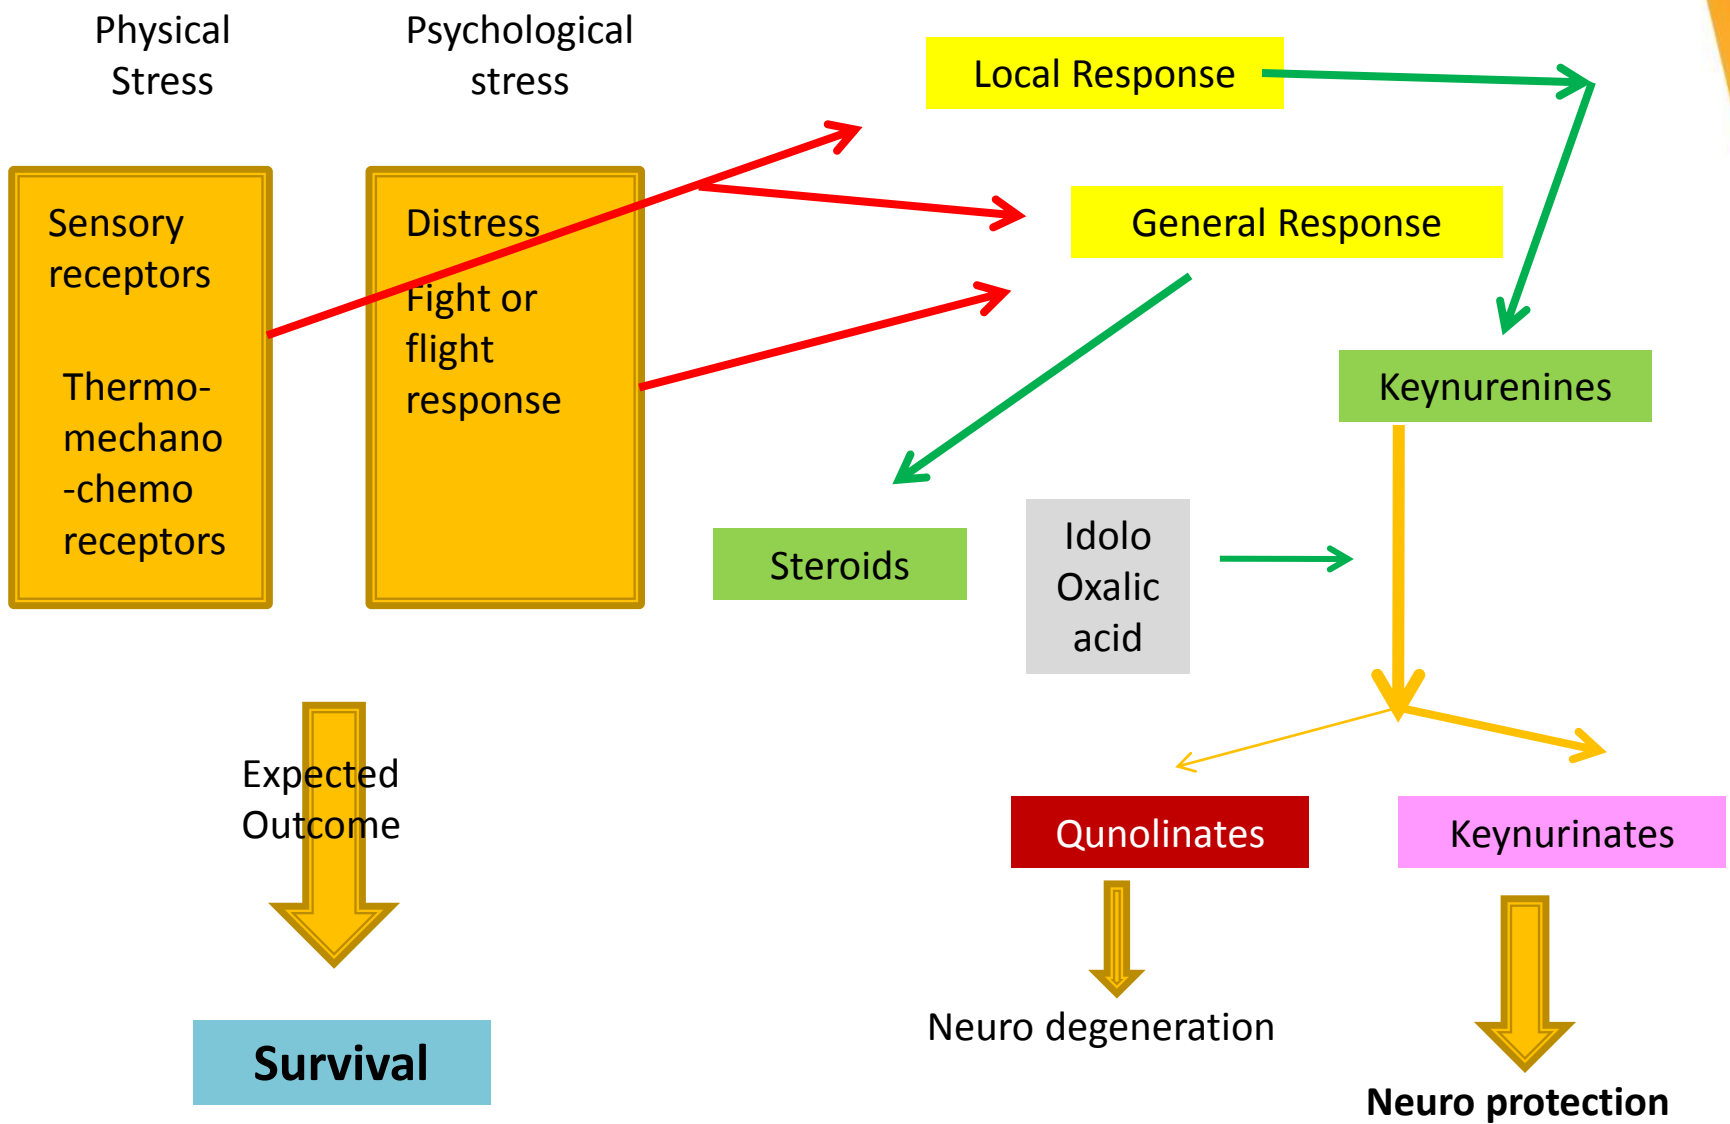 Physical
Stress
Psychological
stress
Local Response
Sensory
receptors
Thermo-
mechano
-chemo
receptors
Distress
Fight or
flight
response
General Response
Keynurenines
Steroids
Idolo
Oxalic
acid
Expected
Outcome
Qunolinates
Keynurinates
Neuro degeneration
Survival
Neuro protection